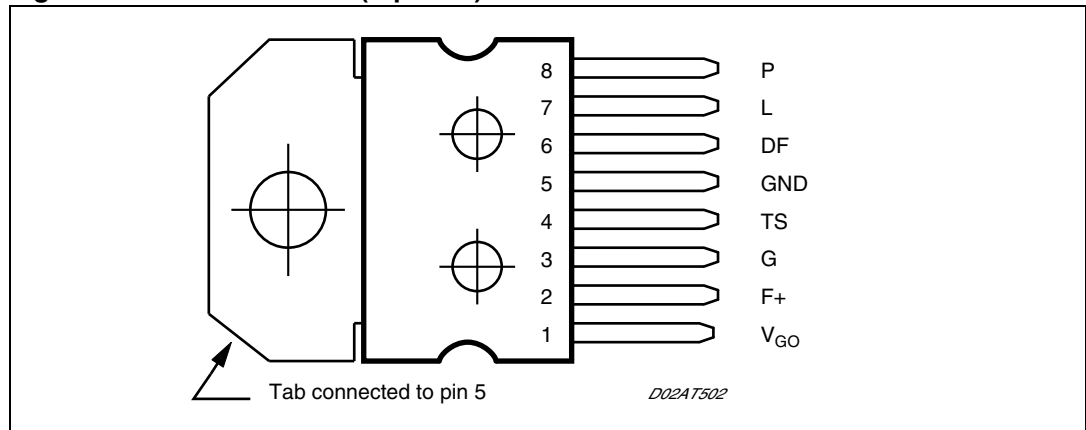 8 P
7 L
6 DF
5 GND
4 TS
3 G
2 F+
1 VGO
Tab connected to pin 5
D02AT502